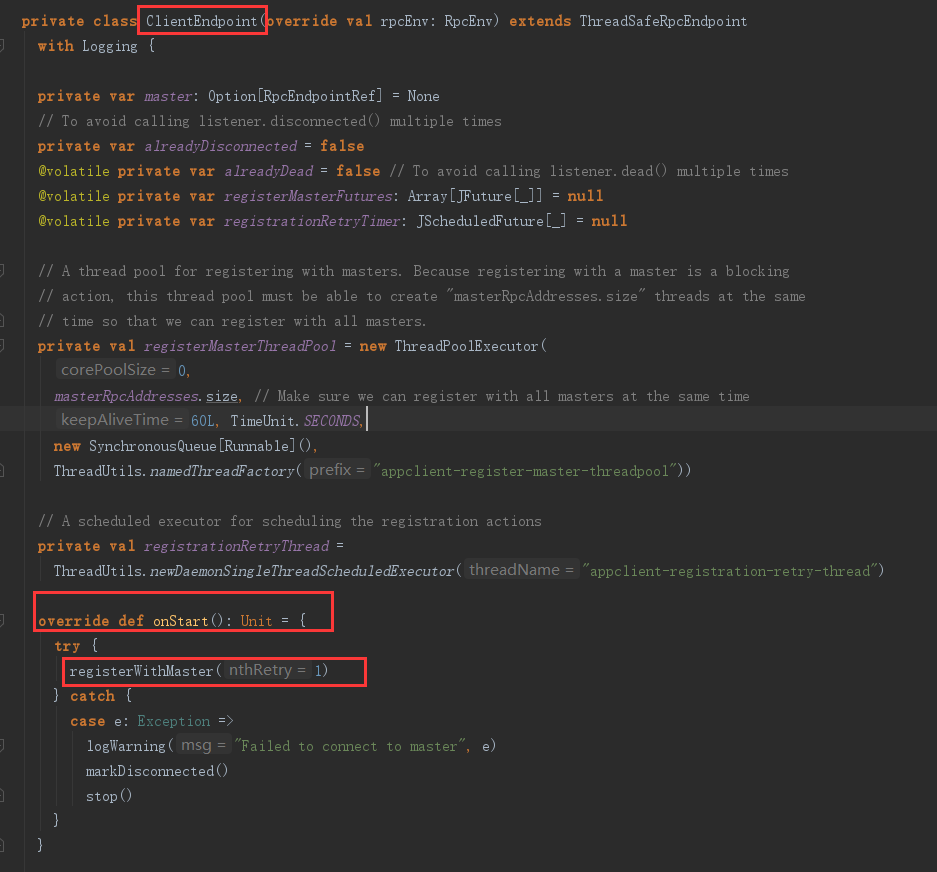 private class ClientEndpoint(override val rpcEnv: RpcEnv) extends ThreadSafeRpcEndpoint
with Logging {
private var master: Option[RpcEndpointRef] = None
// To avoid calling listener.disconnected() multiple times
private var alreadyDisconnected = false
@volatile private var alreadyDead = false // To avoid calling listener.dead() multiple times
@volatile private var registerMasterFutures: Array[JFuture[_]] = null
@volatile private var registrationRetryTimer: JScheduledFuture[_] = null
// A thread pool for registering with masters. Because registering with a master is a blocking
// action, this thread pool must be able to create "masterRpcAddresses.size" threads at the same
// time so that we can register with all masters.
private val registerMasterThreadPool = new ThreadPoolExecutor(
corePoolSize = 0,
masterRpcAddresses.size, // Make sure we can register with all masters at the same time
keepAliveTime = 60L, TimeUnit.SECONDS,
new SynchronousQueue[Runnable](),
ThreadUtils.namedThreadFactory( prefix = "appclient-register-master-threadpool"))
// A scheduled executor for scheduling the registration actions
private val registrationRetryThread =
ThreadUtils.newDaemonSingleThreadScheduledExecutor( threadName = "appclient-registration-retry-thread")
override def onStart(): Unit = {
try {
registerWithMaster( nthRetry = 1)
} catch {
case e: Exception =>
logWarning( msg = "Failed to connect to master", e)
markDisconnected()
stop()
}
}